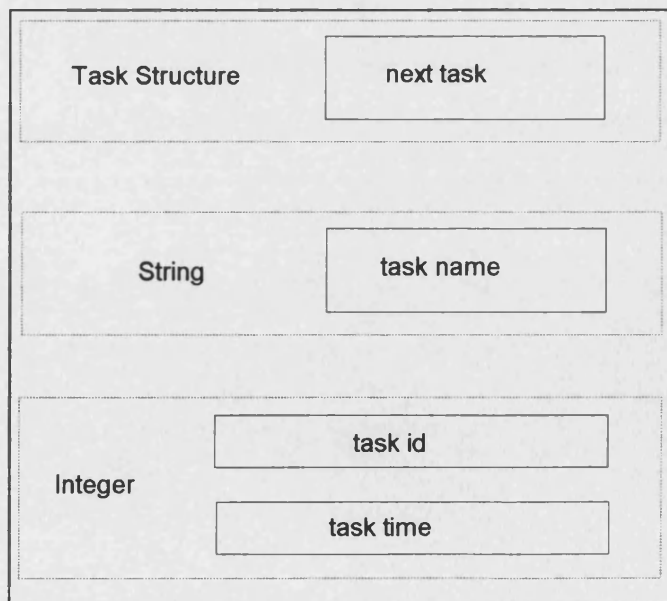 Task Structure
next task
String
task name
task id
Integer
task time